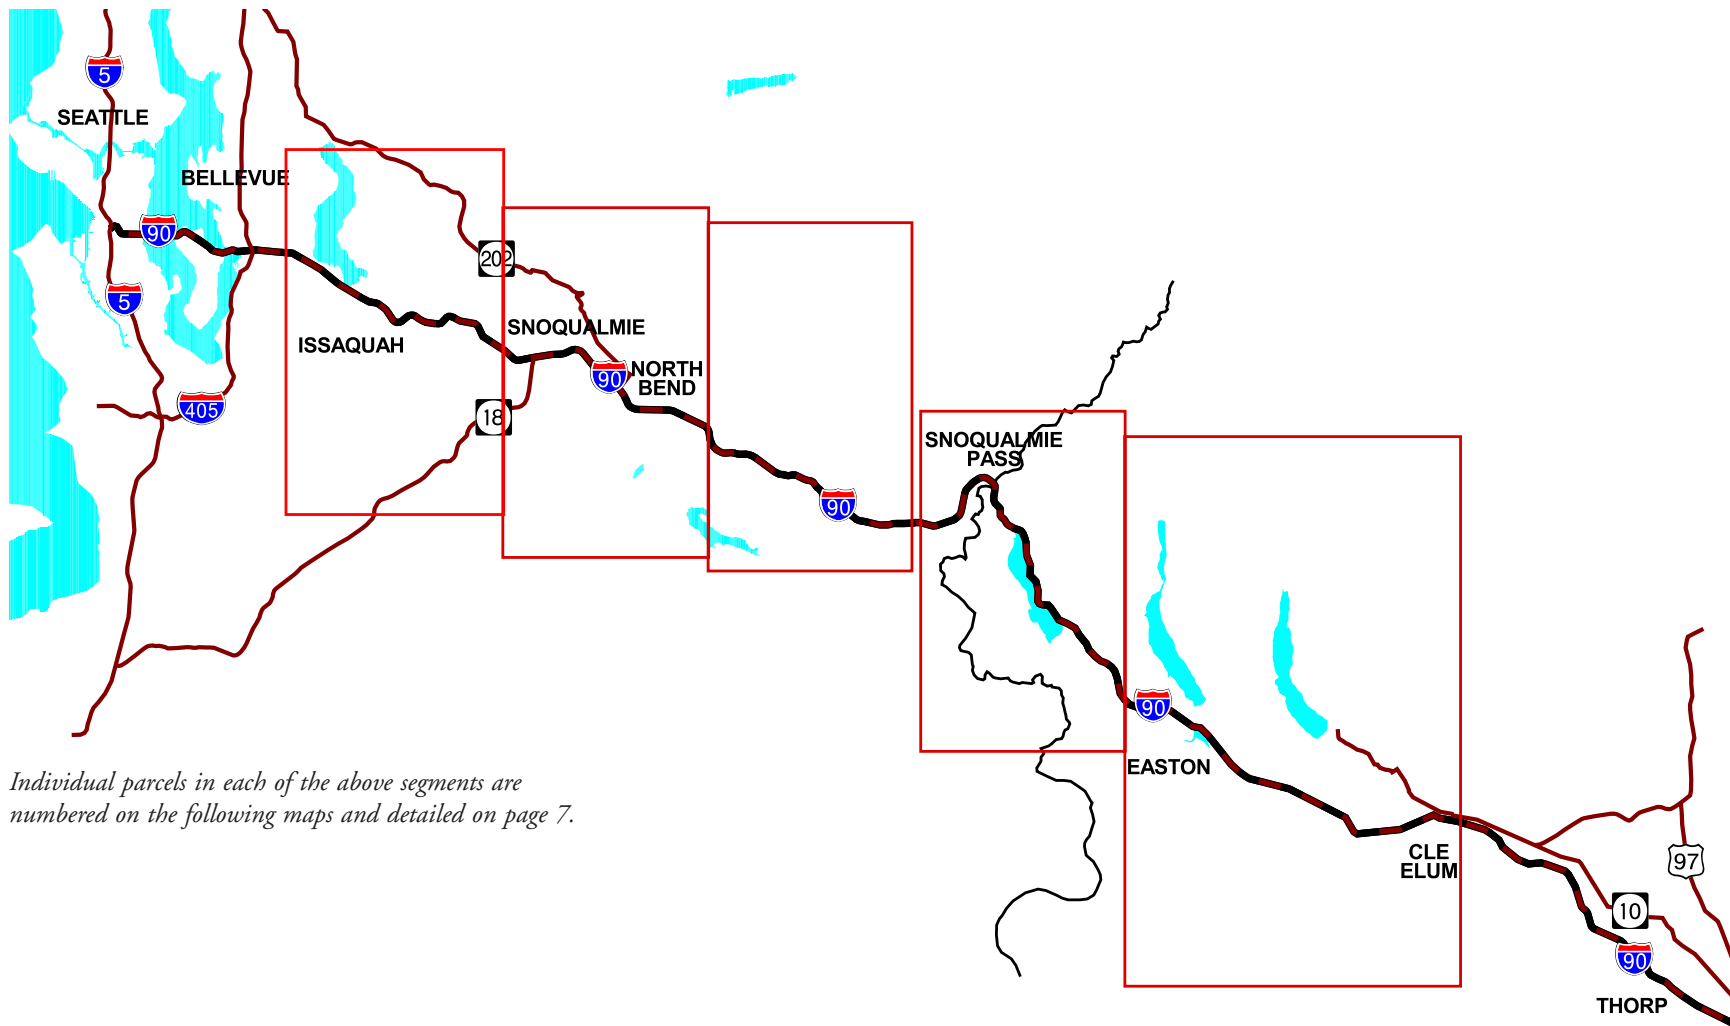 5
SEATTLE
BELLEVUE
90
202
5
SNOQUALMIE
ISSAQUAH
90
NORTH
BEND
405
18
SNOQUALMIE
PASS
90
90
EASTON
Individual parcels in each of the above segments are
numbered on the following maps and detailed on page 7.
CLE
ELUM
97
10
90
THORP